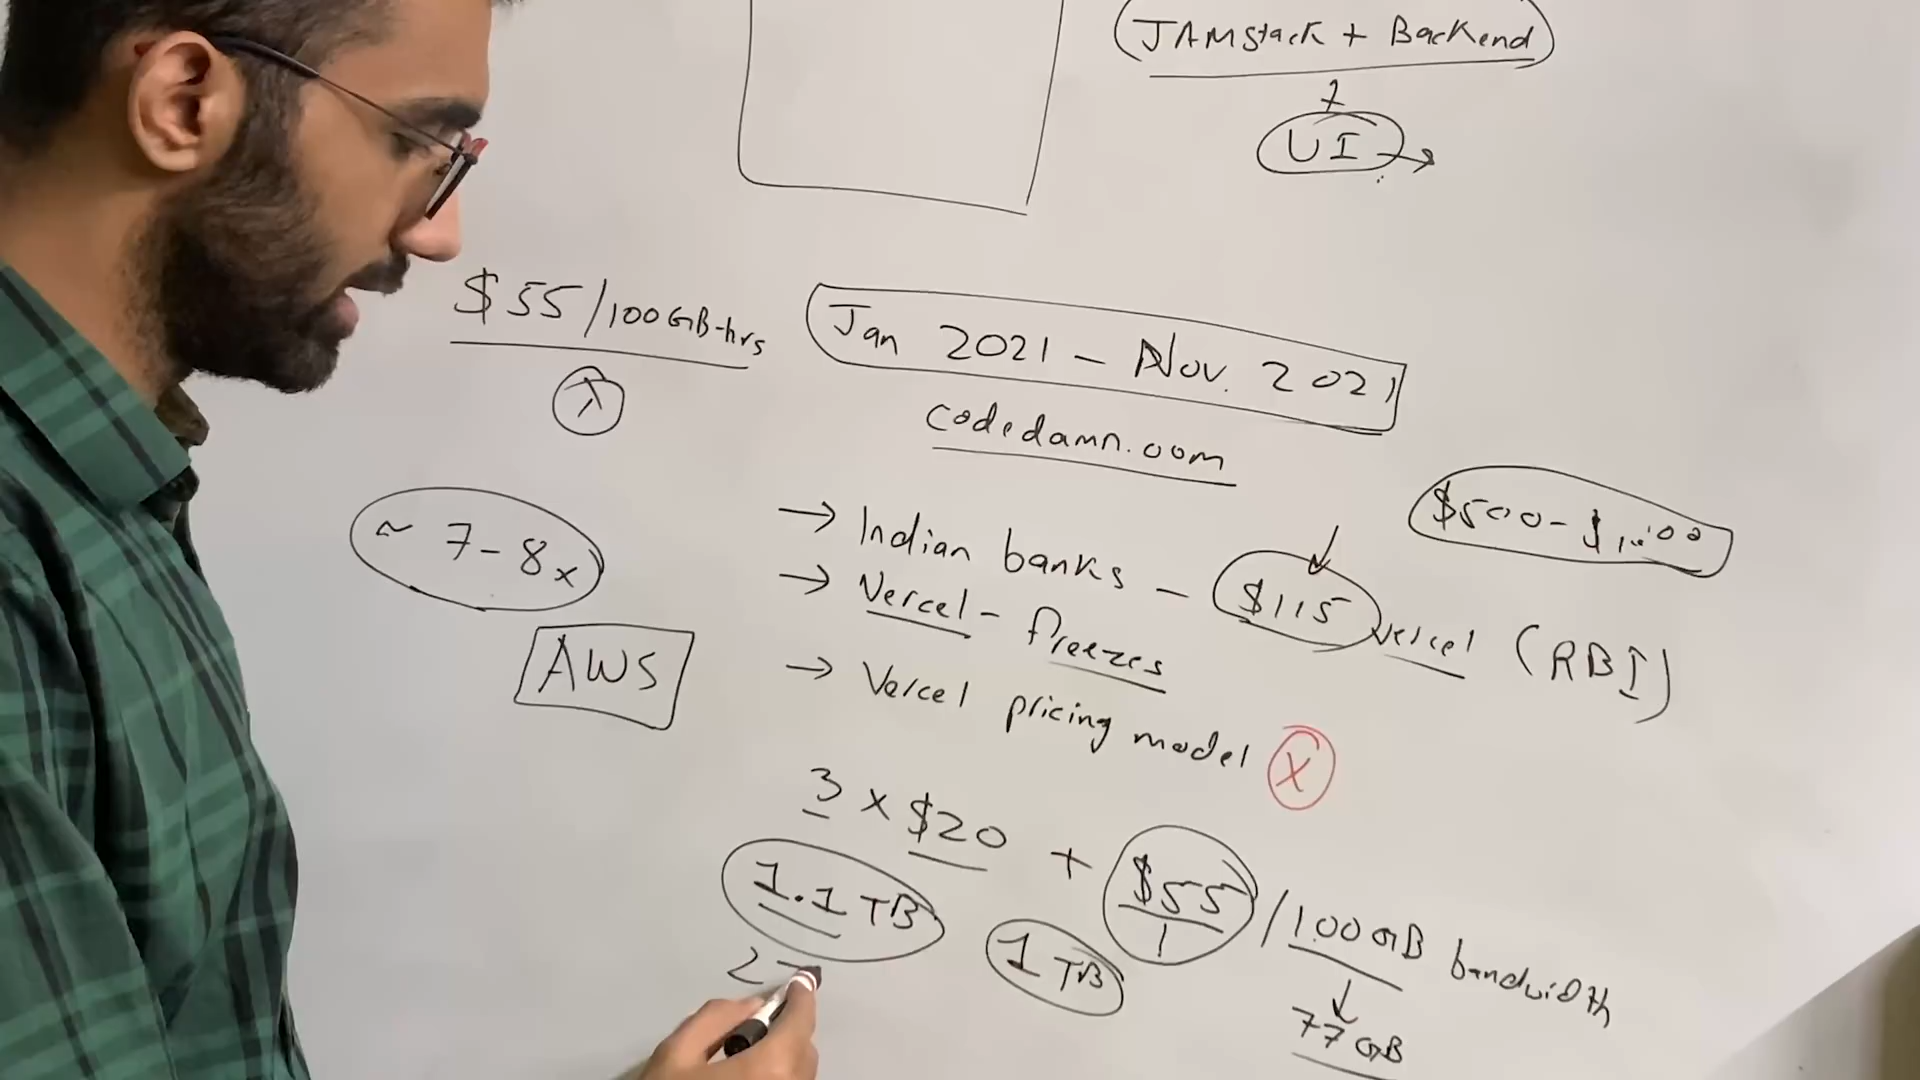 JAMstack + Backend
UI →
$55/100GB-hrs
Jan 2021 - Nov. 2021
codedamn.com
~ 7-8x
AWS
$500-$1,000
→ Indian banks - $115 vercel (RBI)
→ Vercel - freezes
→ Vercel pricing model X
3 x $20 + $55/100GB bandwidth
1.1 TB
1 TB
77 GB